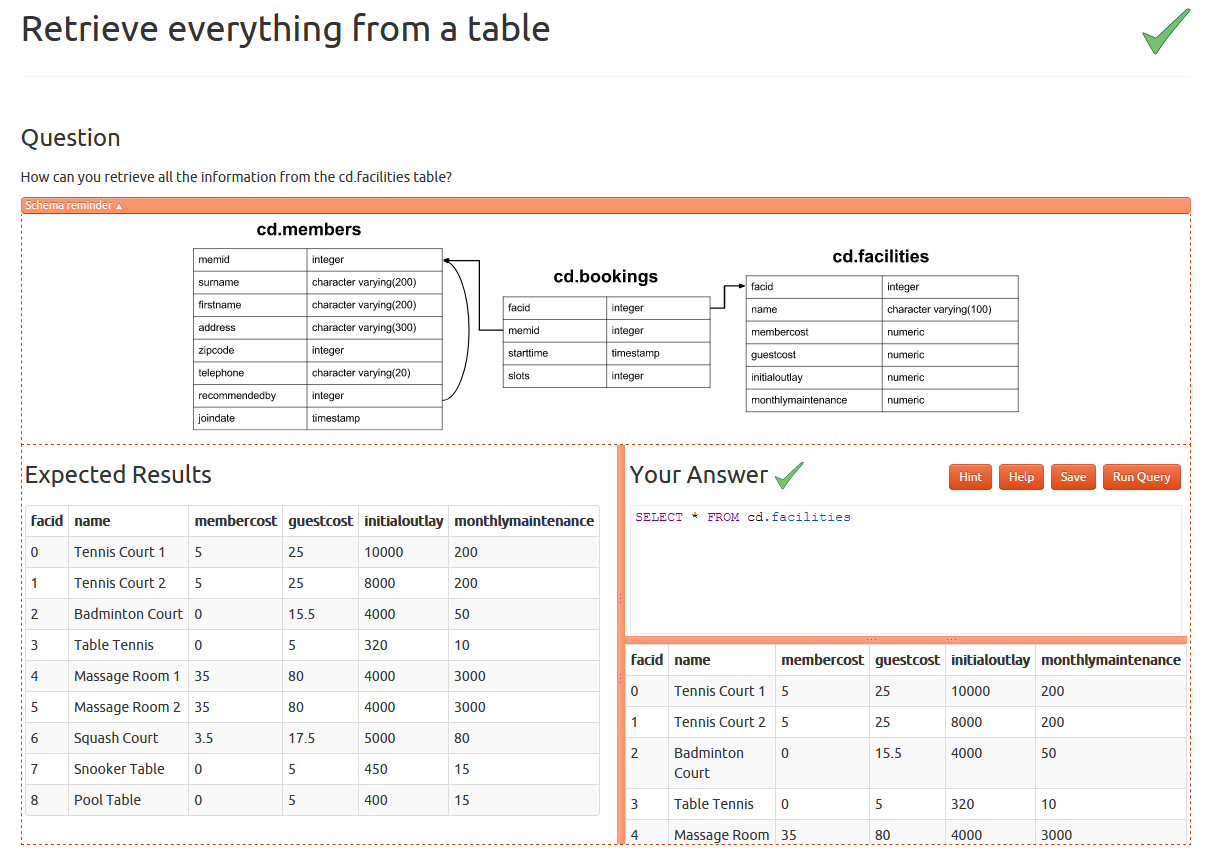 Retrieve everything from a table
Question
How can you retrieve all the information from the cd.facilities table?
Schema reminder ▲
cd.members
memid integer
surname character varying(200)
firstname character varying(200)
address character varying(300)
zipcode integer
telephone character varying(20)
recommendedby integer
joindate timestamp
cd.bookings
facid integer
memid integer
starttime timestamp
slots integer
cd.facilities
facid integer
name character varying(100)
membercost numeric
guestcost numeric
initialoutlay numeric
monthlymaintenance numeric
Expected Results
facid name membercost guestcost initialoutlay monthlymaintenance
0 Tennis Court 1 5 25 10000 200
1 Tennis Court 2 5 25 8000 200
2 Badminton Court 0 15.5 4000 50
3 Table Tennis 0 5 320 10
4 Massage Room 1 35 80 4000 3000
5 Massage Room 2 35 80 4000 3000
6 Squash Court 3.5 17.5 5000 80
7 Snooker Table 0 5 450 15
8 Pool Table 0 5 400 15
Your Answer
Hint Help Save Run Query
SELECT * FROM cd.facilities
facid name membercost guestcost initialoutlay monthlymaintenance
0 Tennis Court 1 5 25 10000 200
1 Tennis Court 2 5 25 8000 200
2 Badminton 0 15.5 4000 50
Court
3 Table Tennis 0 5 320 10
4 Massage Room 35 80 4000 3000